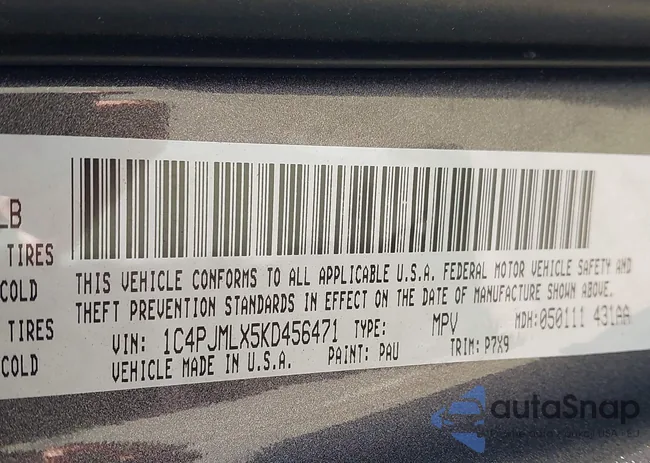 LB
TIRES
COLD
TIRES
COLD
THIS VEHICLE CONFORMS TO ALL APPLICABLE U.S.A. FEDERAL MOTOR VEHICLE SAFETY AND
THEFT PREVENTION STANDARDS IN EFFECT ON THE DATE OF MANUFACTURE SHOWN ABOVE.
VIN: 1C4PJMLX5KD456471 TYPE: MPV MDH:050111 431AA
VEHICLE MADE IN U.S.A. PAINT: PAU TRIM: P7X9
autaSnap